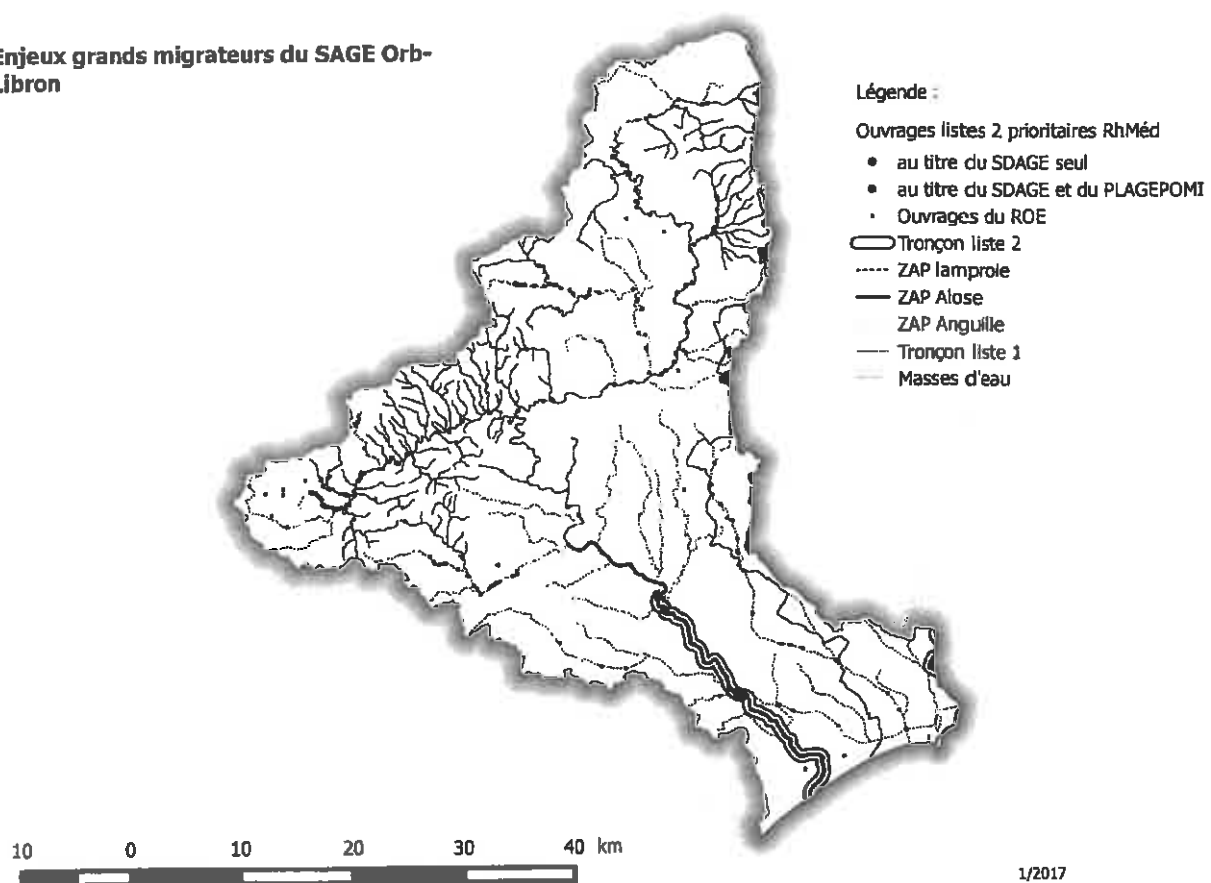 Enjeux grands migrateurs du SAGE Orb-
Libron
Légende :
Ouvrages listes 2 prioritaires RhMéd
au titre du SDAGE seul
au titre du SDAGE et du PLAGEPOMI
Ouvrages du ROE
Tronçon liste 2
ZAP lamproie
ZAP Alose
ZAP Anguille
Tronçon liste 1
Masses d'eau
10 0 10 20 30 40 km
1/2017